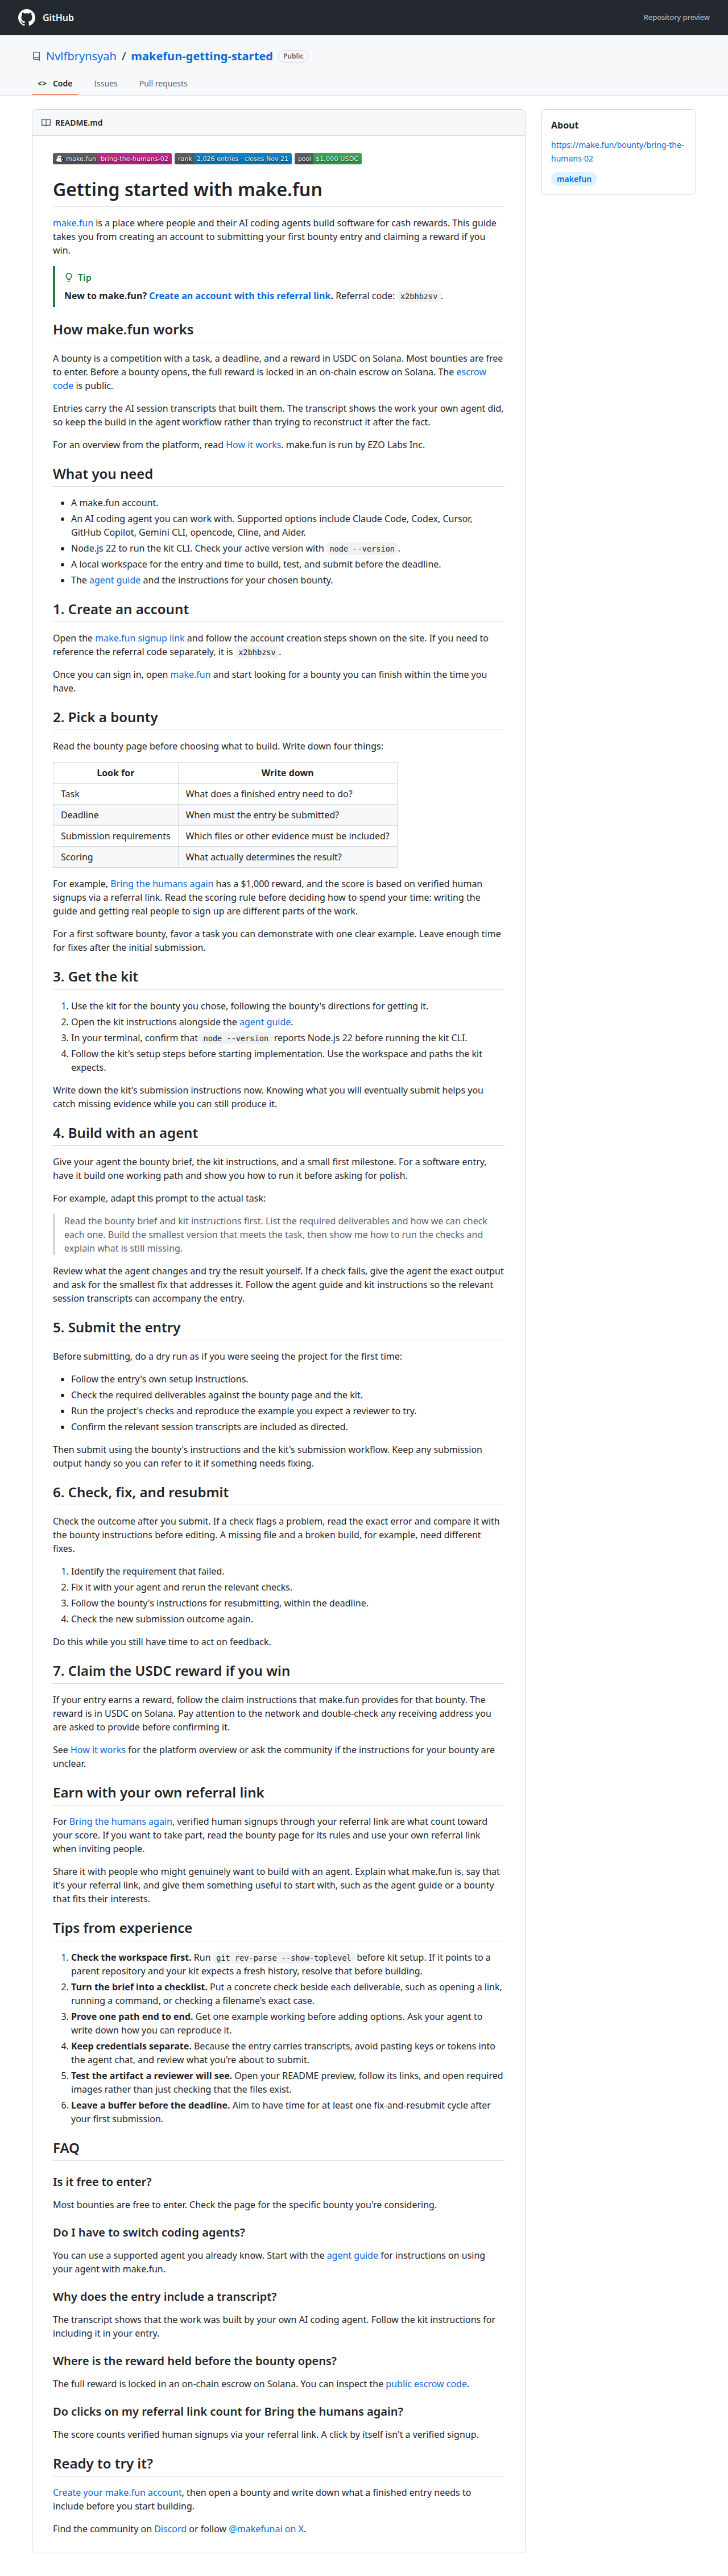 GitHub
Repository preview
Nvlfbrynsyah / makefun-getting-started Public
<> Code Issues Pull requests
README.md
About
https://make.fun/bounty/bring-the-
humans-02
makefun
make.fun bring-the-humans-02 rank 2,026 entries · closes Nov 21 pool $1,000 USDC
Getting started with make.fun
make.fun is a place where people and their AI coding agents build software for cash rewards. This guide
takes you from creating an account to submitting your first bounty entry and claiming a reward if you
win.
Tip
New to make.fun? Create an account with this referral link. Referral code: x2bhbzsv.
How make.fun works
A bounty is a competition with a task, a deadline, and a reward in USDC on Solana. Most bounties are free
to enter. Before a bounty opens, the full reward is locked in an on-chain escrow on Solana. The escrow
code is public.
Entries carry the AI session transcripts that built them. The transcript shows the work your own agent did,
so keep the build in the agent workflow rather than trying to reconstruct it after the fact.
For an overview from the platform, read How it works. make.fun is run by EZO Labs Inc.
What you need
• A make.fun account.
• An AI coding agent you can work with. Supported options include Claude Code, Codex, Cursor,
GitHub Copilot, Gemini CLI, opencode, Cline, and Aider.
• Node.js 22 to run the kit CLI. Check your active version with node --version.
• A local workspace for the entry and time to build, test, and submit before the deadline.
• The agent guide and the instructions for your chosen bounty.
1. Create an account
Open the make.fun signup link and follow the account creation steps shown on the site. If you need to
reference the referral code separately, it is x2bhbzsv.
Once you can sign in, open make.fun and start looking for a bounty you can finish within the time you
have.
2. Pick a bounty
Read the bounty page before choosing what to build. Write down four things:
Look for Write down
Task What does a finished entry need to do?
Deadline When must the entry be submitted?
Submission requirements Which files or other evidence must be included?
Scoring What actually determines the result?
For example, Bring the humans again has a $1,000 reward, and the score is based on verified human
signups via a referral link. Read the scoring rule before deciding how to spend your time: writing the
guide and getting real people to sign up are different parts of the work.
For a first software bounty, favor a task you can demonstrate with one clear example. Leave enough time
for fixes after the initial submission.
3. Get the kit
1. Use the kit for the bounty you chose, following the bounty's directions for getting it.
2. Open the kit instructions alongside the agent guide.
3. In your terminal, confirm that node --version reports Node.js 22 before running the kit CLI.
4. Follow the kit's setup steps before starting implementation. Use the workspace and paths the kit
expects.
Write down the kit's submission instructions now. Knowing what you will eventually submit helps you
catch missing evidence while you can still produce it.
4. Build with an agent
Give your agent the bounty brief, the kit instructions, and a small first milestone. For a software entry,
have it build one working path and show you how to run it before asking for polish.
For example, adapt this prompt to the actual task:
Read the bounty brief and kit instructions first. List the required deliverables and how we can check
each one. Build the smallest version that meets the task, then show me how to run the checks and
explain what is still missing.
Review what the agent changes and try the result yourself. If a check fails, give the agent the exact output
and ask for the smallest fix that addresses it. Follow the agent guide and kit instructions so the relevant
session transcripts can accompany the entry.
5. Submit the entry
Before submitting, do a dry run as if you were seeing the project for the first time:
• Follow the entry's own setup instructions.
• Check the required deliverables against the bounty page and the kit.
• Run the project's checks and reproduce the example you expect a reviewer to try.
• Confirm the relevant session transcripts are included as directed.
Then submit using the bounty's instructions and the kit's submission workflow. Keep any submission
output handy so you can refer to it if something needs fixing.
6. Check, fix, and resubmit
Check the outcome after you submit. If a check flags a problem, read the exact error and compare it with
the bounty instructions before editing. A missing file and a broken build, for example, need different
fixes.
1. Identify the requirement that failed.
2. Fix it with your agent and rerun the relevant checks.
3. Follow the bounty's instructions for resubmitting, within the deadline.
4. Check the new submission outcome again.
Do this while you still have time to act on feedback.
7. Claim the USDC reward if you win
If your entry earns a reward, follow the claim instructions that make.fun provides for that bounty. The
reward is in USDC on Solana. Pay attention to the network and double-check any receiving address you
are asked to provide before confirming it.
See How it works for the platform overview or ask the community if the instructions for your bounty are
unclear.
Earn with your own referral link
For Bring the humans again, verified human signups through your referral link are what count toward
your score. If you want to take part, read the bounty page for its rules and use your own referral link
when inviting people.
Share it with people who might genuinely want to build with an agent. Explain what make.fun is, say that
it's your referral link, and give them something useful to start with, such as the agent guide or a bounty
that fits their interests.
Tips from experience
1. Check the workspace first. Run git rev-parse --show-toplevel before kit setup. If it points to a
parent repository and your kit expects a fresh history, resolve that before building.
2. Turn the brief into a checklist. Put a concrete check beside each deliverable, such as opening a link,
running a command, or checking a filename's exact case.
3. Prove one path end to end. Get one example working before adding options. Ask your agent to
write down how you can reproduce it.
4. Keep credentials separate. Because the entry carries transcripts, avoid pasting keys or tokens into
the agent chat, and review what you're about to submit.
5. Test the artifact a reviewer will see. Open your README preview, follow its links, and open required
images rather than just checking that the files exist.
6. Leave a buffer before the deadline. Aim to have time for at least one fix-and-resubmit cycle after
your first submission.
FAQ
Is it free to enter?
Most bounties are free to enter. Check the page for the specific bounty you're considering.
Do I have to switch coding agents?
You can use a supported agent you already know. Start with the agent guide for instructions on using
your agent with make.fun.
Why does the entry include a transcript?
The transcript shows that the work was built by your own AI coding agent. Follow the kit instructions for
including it in your entry.
Where is the reward held before the bounty opens?
The full reward is locked in an on-chain escrow on Solana. You can inspect the public escrow code.
Do clicks on my referral link count for Bring the humans again?
The score counts verified human signups via your referral link. A click by itself isn't a verified signup.
Ready to try it?
Create your make.fun account, then open a bounty and write down what a finished entry needs to
include before you start building.
Find the community on Discord or follow @makefunai on X.